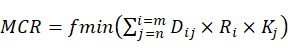 MCR = fmin(∑_{j=n}^{i=m} D_{ij} × R_i × K_j)